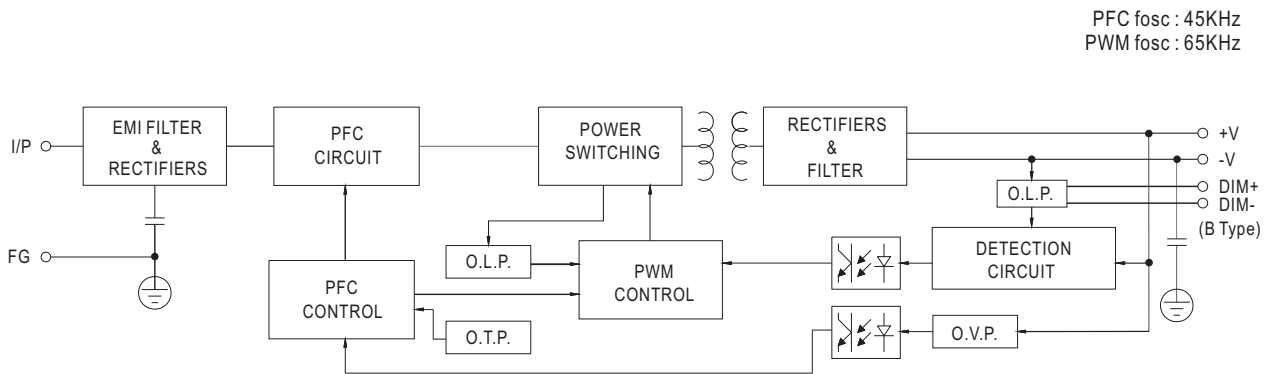 PFC fosc : 45KHz
PWM fosc : 65KHz
I/P
EMI FILTER
&
RECTIFIERS
PFC
CIRCUIT
POWER
SWITCHING
RECTIFIERS
&
FILTER
+V
-V
O.L.P.
DIM+
DIM-
(B Type)
FG
PFC
CONTROL
O.L.P.
O.T.P.
PWM
CONTROL
DETECTION
CIRCUIT
O.V.P.